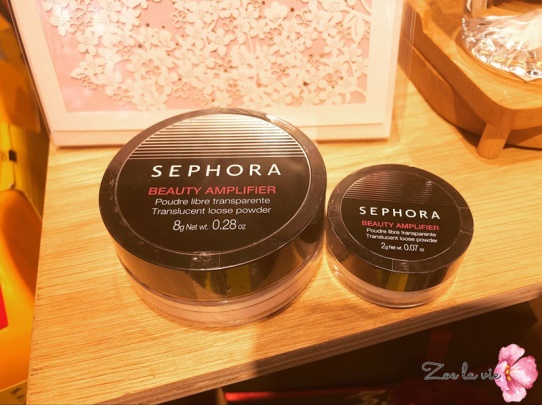 SEPHORA
BEAUTY AMPLIFIER
Poudre libre transparente
Translucent loose powder
8g Net wt. 0.28 oz
SEPHORA
BEAUTY AMPLIFIER
Poudre libre transparente
Translucent loose powder
2g Net wt. 0.07 oz
Zoe la vie